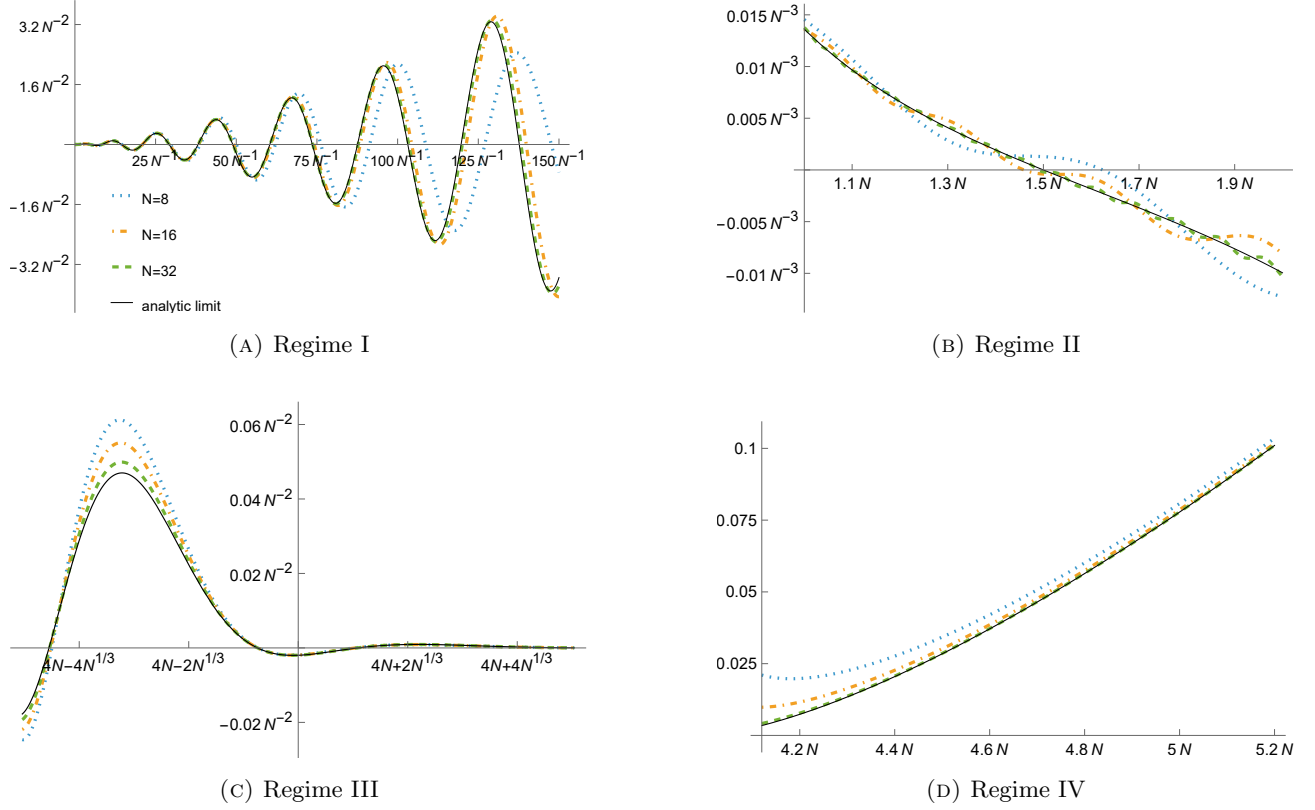 3.2 N⁻²
1.6 N⁻²
25 N⁻¹ 50 N⁻¹ 75 N⁻¹ 100 N⁻¹ 125 N⁻¹ 150 N⁻¹
−1.6 N⁻²
−3.2 N⁻²
N=8
N=16
N=32
analytic limit
(A) Regime I
0.015 N⁻³
0.01 N⁻³
0.005 N⁻³
1.1 N 1.3 N 1.5 N 1.7 N 1.9 N
−0.005 N⁻³
−0.01 N⁻³
(B) Regime II
0.06 N⁻²
0.04 N⁻²
0.02 N⁻²
4N−4N^{1/3} 4N−2N^{1/3} 4N+2N^{1/3} 4N+4N^{1/3}
−0.02 N⁻²
(C) Regime III
0.1
0.075
0.05
0.025
4.2 N 4.4 N 4.6 N 4.8 N 5 N 5.2 N
(D) Regime IV